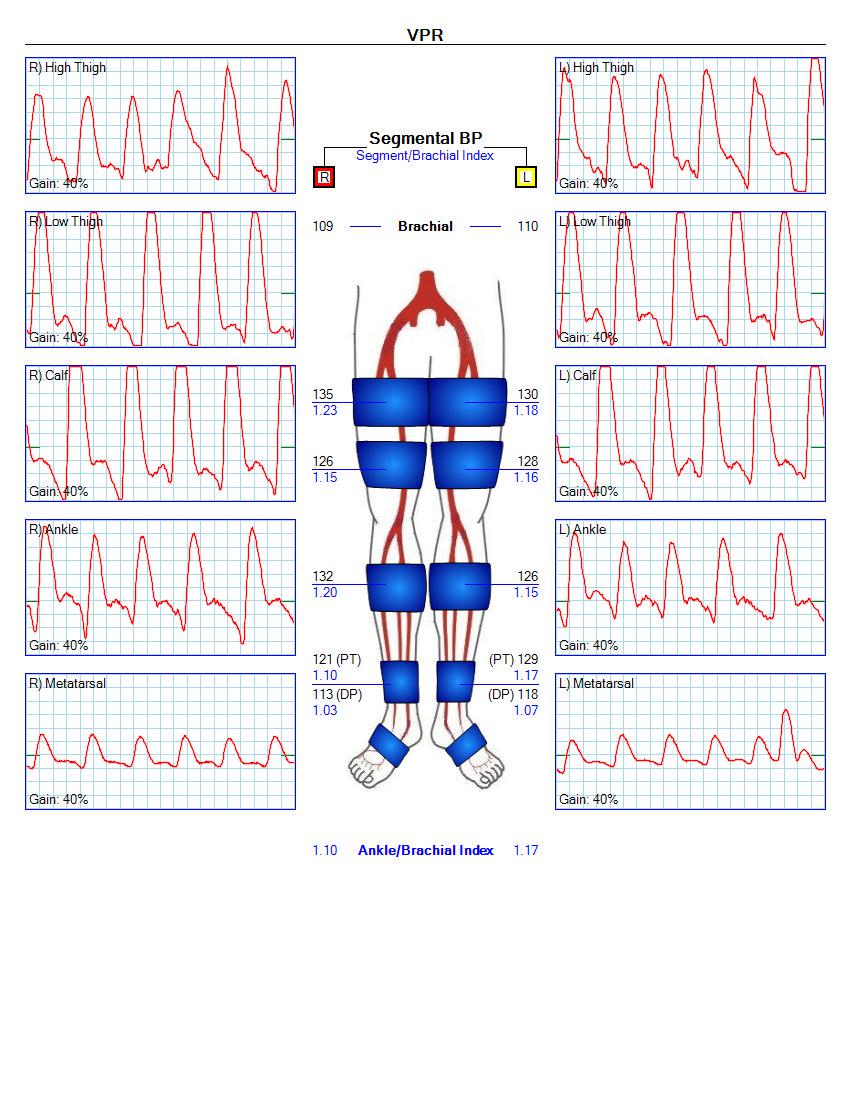 VPR
R) High Thigh
Gain: 40%
R) Low Thigh
Gain: 40%
R) Calf
Gain: 40%
R) Ankle
Gain: 40%
R) Metatarsal
Gain: 40%
Segmental BP
Segment/Brachial Index
R L
109 Brachial 110
135 130
1.23 1.18
126 128
1.15 1.16
132 126
1.20 1.15
121 (PT) (PT) 129
1.10 1.17
113 (DP) (DP) 118
1.03 1.07
1.10 Ankle/Brachial Index 1.17
L) High Thigh
Gain: 40%
L) Low Thigh
Gain: 40%
L) Calf
Gain: 40%
L) Ankle
Gain: 40%
L) Metatarsal
Gain: 40%